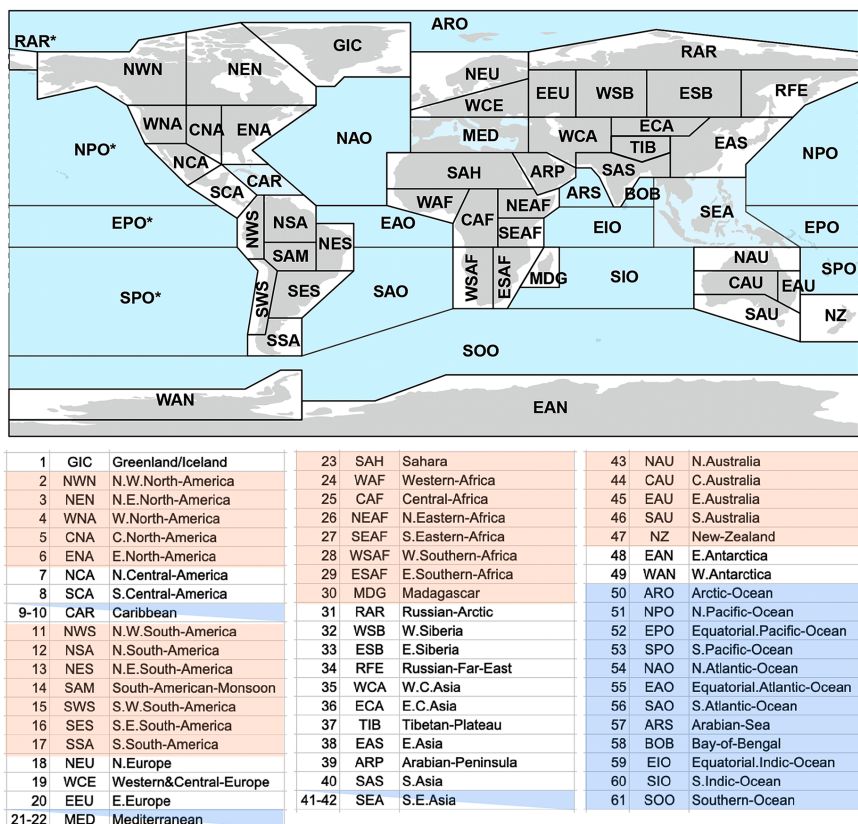 ARO
RAR*
GIC
RAR
NWN
NEN
NEU
EEU
WSB
ESB
RFE
WCE
WNA
CNA
ENA
NAO
MED
WCA
ECA
EAS
TIB
NPO*
NPO
NCA
SCA
CAR
SAH
ARP
SAS
ARS
BOB
WAF
CAF
NEAF
SEA
EPO*
NWS
NSA
NES
EAO
SEAF
EIO
EPO
SAM
NAU
SPO*
SWS
SES
SAO
WSAF
ESAF
MDG
SIO
CAU
EAU
SPO
SSA
SAU
NZ
SOO
WAN
EAN
1 GIC Greenland/Iceland
2 NWN N.W.North-America
3 NEN N.E.North-America
4 WNA W.North-America
5 CNA C.North-America
6 ENA E.North-America
7 NCA N.Central-America
8 SCA S.Central-America
9-10 CAR Caribbean
11 NWS N.W.South-America
12 NSA N.South-America
13 NES N.E.South-America
14 SAM South-American-Monsoon
15 SWS S.W.South-America
16 SES S.E.South-America
17 SSA S.South-America
18 NEU N.Europe
19 WCE Western&Central-Europe
20 EEU E.Europe
21-22 MED Mediterranean
23 SAH Sahara
24 WAF Western-Africa
25 CAF Central-Africa
26 NEAF N.Eastern-Africa
27 SEAF S.Eastern-Africa
28 WSAF W.Southern-Africa
29 ESAF E.Southern-Africa
30 MDG Madagascar
31 RAR Russian-Arctic
32 WSB W.Siberia
33 ESB E.Siberia
34 RFE Russian-Far-East
35 WCA W.C.Asia
36 ECA E.C.Asia
37 TIB Tibetan-Plateau
38 EAS E.Asia
39 ARP Arabian-Peninsula
40 SAS S.Asia
41-42 SEA S.E.Asia
43 NAU N.Australia
44 CAU C.Australia
45 EAU E.Australia
46 SAU S.Australia
47 NZ New-Zealand
48 EAN E.Antarctica
49 WAN W.Antarctica
50 ARO Arctic-Ocean
51 NPO N.Pacific-Ocean
52 EPO Equatorial.Pacific-Ocean
53 SPO S.Pacific-Ocean
54 NAO N.Atlantic-Ocean
55 EAO Equatorial.Atlantic-Ocean
56 SAO S.Atlantic-Ocean
57 ARS Arabian-Sea
58 BOB Bay-of-Bengal
59 EIO Equatorial.Indic-Ocean
60 SIO S.Indic-Ocean
61 SOO Southern-Ocean